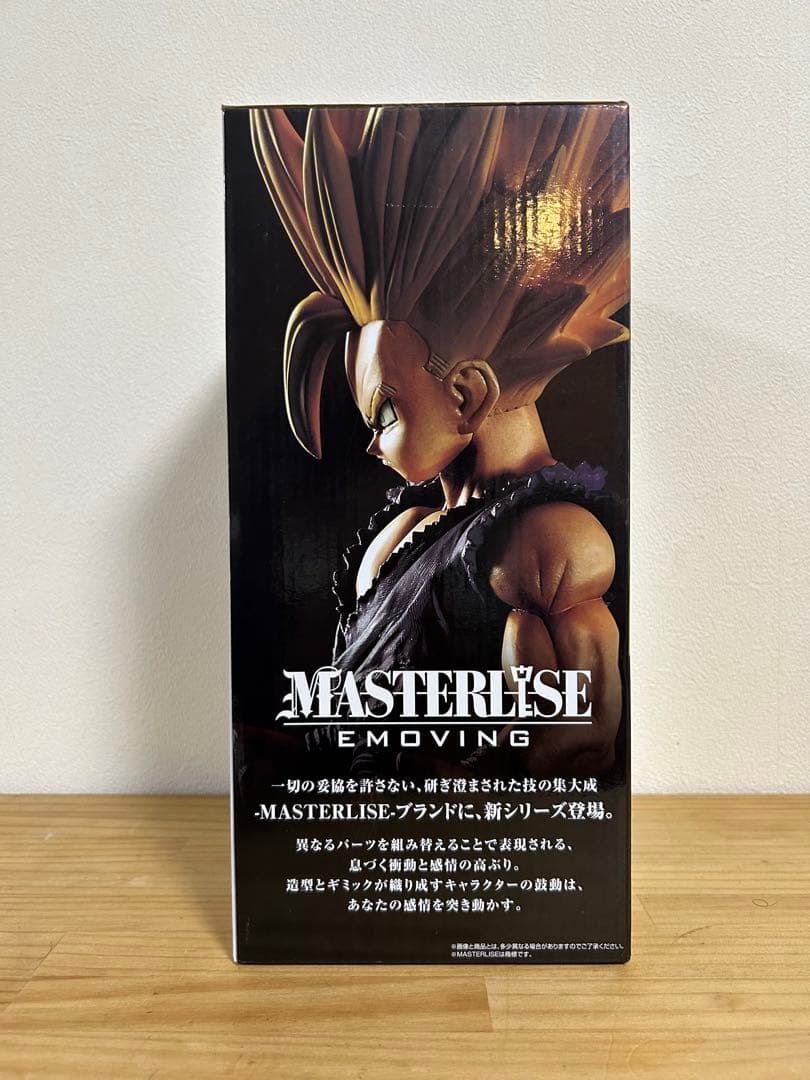 MASTERLISE
EMOVING
一切の妥協を許さない、研ぎ澄まされた技の集大成
-MASTERLISE-ブランドに、新シリーズ登場。
異なるパーツを組み替えることで表現される、
息づく衝動と感情の高ぶり。
造型とギミックが織り成すキャラクターの鼓動は、
あなたの感情を突き動かす。
※画像と商品とは、多少異なる場合がありますのでご了承ください。
※MASTERLISEは商標です。